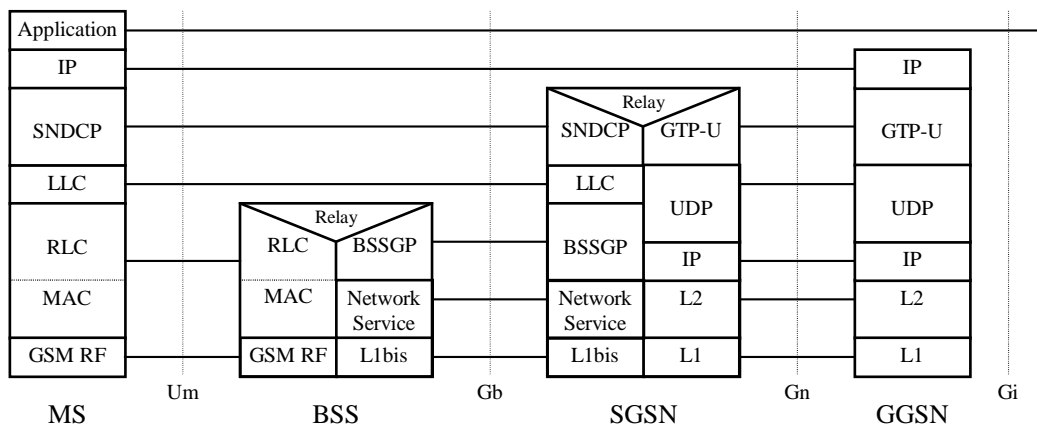 Application
IP
IP
Relay
SNDCP
SNDCP
GTP-U
GTP-U
LLC
LLC
UDP
UDP
Relay
RLC
RLC
BSSGP
BSSGP
IP
IP
MAC
MAC
Network
Service
Network
Service
L2
L2
GSM RF
GSM RF
L1bis
L1bis
L1
L1
Um
Gb
Gn
Gi
MS
BSS
SGSN
GGSN